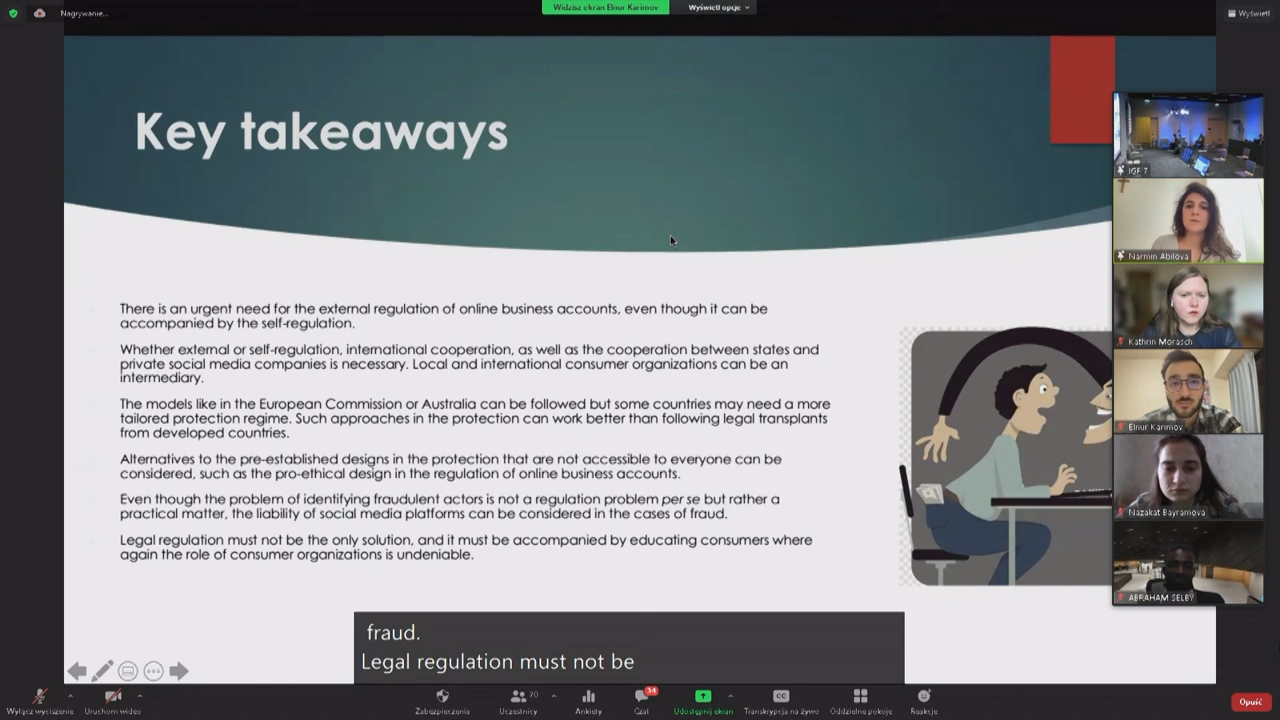 Nagrywanie...
Widzisz ekran Elnur Karimov
Wyświetl opcje
Wyświetl
Key takeaways
There is an urgent need for the external regulation of online business accounts, even though it can be
accompanied by the self-regulation.
Whether external or self-regulation, international cooperation, as well as the cooperation between states and
private social media companies is necessary. Local and international consumer organizations can be an
intermediary.
The models like in the European Commission or Australia can be followed but some countries may need a more
tailored protection regime. Such approaches in the protection can work better than following legal transplants
from developed countries.
Alternatives to the pre-established designs in the protection that are not accessible to everyone can be
considered, such as the pro-ethical design in the regulation of online business accounts.
Even though the problem of identifying fraudulent actors is not a regulation problem per se but rather a
practical matter, the liability of social media platforms can be considered in the cases of fraud.
Legal regulation must not be the only solution, and it must be accompanied by educating consumers where
again the role of consumer organizations is undeniable.
IGF 7
Narmin Abilova
Kathrin Morasch
Elnur Karimov
Nazakat Bayramova
ABRAHAM SELBY
fraud.
Legal regulation must not be
Wyłącz wyciszenie
Uruchom wideo
Zabezpieczenia
20
Uczestnicy
Ankiety
34
Czat
Udostępnij ekran
CC
Transkrypcja na żywo
Oddzielne pokoje
Reakcje
Opuść